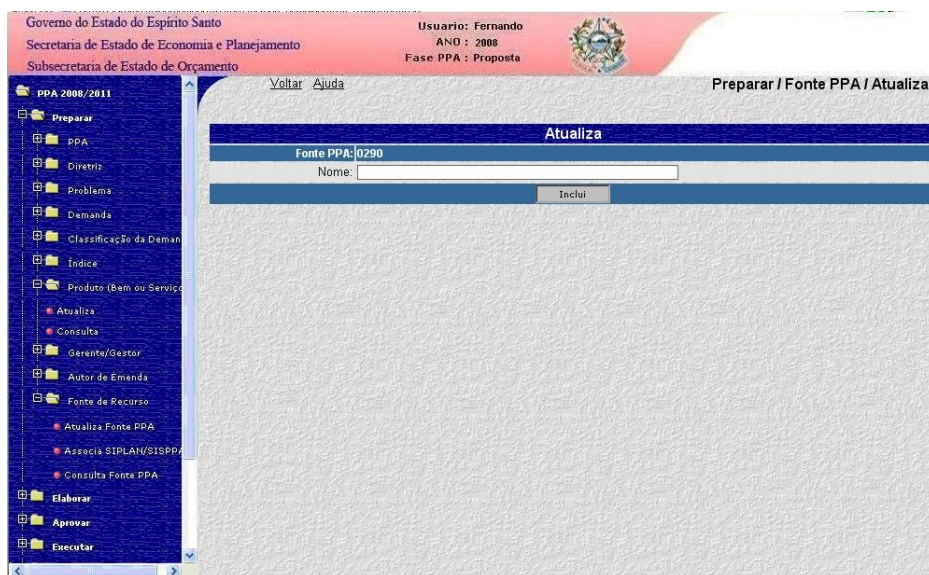 Governo do Estado do Espírito Santo
Secretaria de Estado de Economia e Planejamento
Subsecretaria de Estado de Orçamento
Usuario: Fernando
ANO : 2008
Fase PPA : Proposta
Voltar Ajuda
Preparar / Fonte PPA / Atualiza
PPA 2008/2011
Preparar
PPA
Diretriz
Problema
Demanda
Classificação da Deman
Índice
Produto (Bem ou Serviço
Atualiza
Consulta
Gerente/Gestor
Autor de Emenda
Fonte de Recurso
Atualiza Fonte PPA
Associa SIPLAN/SISPPA
Consulta Fonte PPA
Elaborar
Aprovar
Executar
Atualiza
Fonte PPA: 0290
Nome:
Inclui